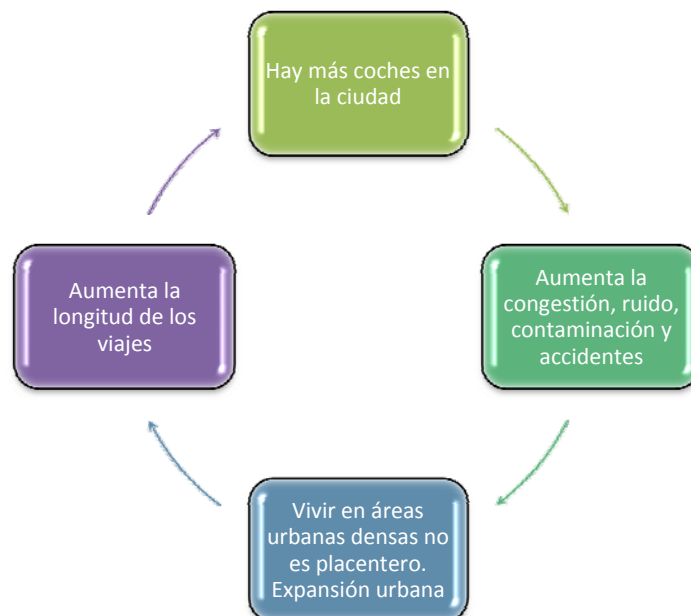 Hay más coches en
la ciudad
Aumenta la
congestión, ruido,
contaminación y
accidentes
Vivir en áreas
urbanas densas no
es placentero.
Expansión urbana
Aumenta la
longitud de los
viajes